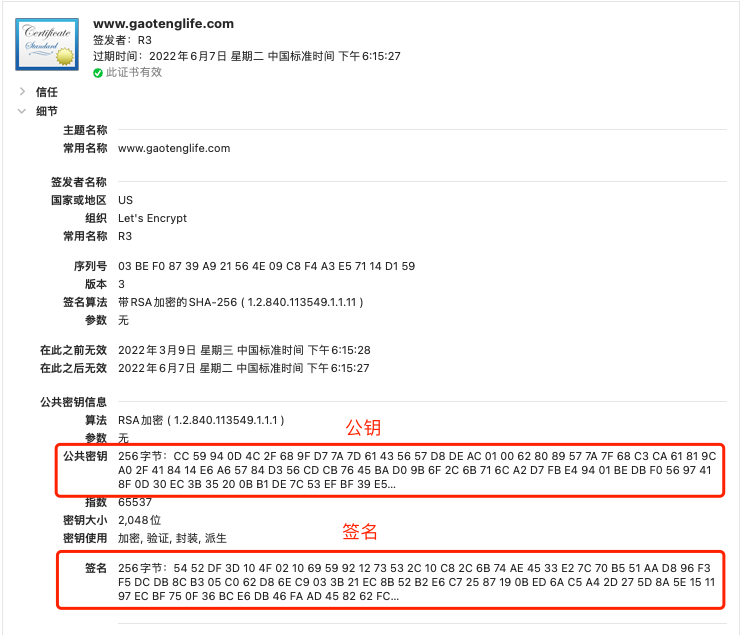 Certificate
Standard
www.gaotenglife.com
签发者：R3
过期时间：2022年6月7日 星期二 中国标准时间 下午6:15:27
此证书有效
信任
细节
主题名称
常用名称 www.gaotenglife.com
签发者名称
国家或地区 US
组织 Let's Encrypt
常用名称 R3
序列号 03 BE F0 87 39 A9 21 56 4E 09 C8 F4 A3 E5 71 14 D1 59
版本 3
签名算法 带RSA加密的SHA-256 ( 1.2.840.113549.1.1.11 )
参数 无
在此之前无效 2022年3月9日 星期三 中国标准时间 下午6:15:28
在此之后无效 2022年6月7日 星期二 中国标准时间 下午6:15:27
公共密钥信息
算法 RSA加密 ( 1.2.840.113549.1.1.1 )
公钥
参数 无
公共密钥 256字节：CC 59 94 0D 4C 2F 68 9F D7 7A 7D 61 43 56 57 D8 DE AC 01 00 62 80 89 57 7A 7F 68 C3 CA 61 81 9C
A0 2F 41 84 14 E6 A6 57 84 D3 56 CD CB 76 45 BA D0 9B 6F 2C 6B 71 6C A2 D7 FB E4 94 01 BE DB F0 56 97 41
8F 0D 30 EC 3B 35 20 0B B1 DE 7C 53 EF BF 39 E5...
指数 65537
密钥大小 2,048位
签名
密钥使用 加密, 验证, 封装, 派生
签名 256字节：54 52 DF 3D 10 4F 02 10 69 59 92 12 73 53 2C 10 C8 2C 6B 74 AE 45 33 E2 7C 70 B5 51 AA D8 96 F3
F5 DC DB 8C B3 05 C0 62 D8 6E C9 03 3B 21 EC 8B 52 B2 E6 C7 25 87 19 0B ED 6A C5 A4 2D 27 5D 8A 5E 15 11
97 EC BF 75 0F 36 BC E6 DB 46 FA AD 45 82 62 FC...